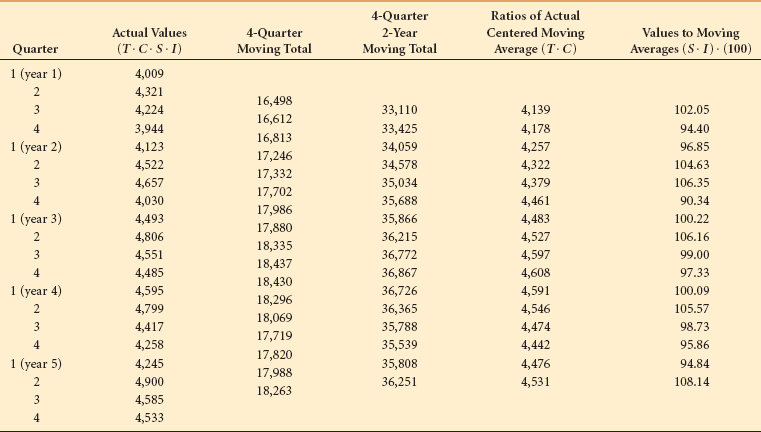 4-Quarter Ratios of Actual
Actual Values 4-Quarter 2-Year Centered Moving Values to Moving
Quarter (T · C · S · I) Moving Total Moving Total Average (T · C) Averages (S · I) · (100)
1 (year 1) 4,009
2 4,321
16,498
3 4,224 33,110 4,139 102.05
16,612
4 3,944 33,425 4,178 94.40
16,813
1 (year 2) 4,123 34,059 4,257 96.85
17,246
2 4,522 34,578 4,322 104.63
17,332
3 4,657 35,034 4,379 106.35
17,702
4 4,030 35,688 4,461 90.34
17,986
1 (year 3) 4,493 35,866 4,483 100.22
17,880
2 4,806 36,215 4,527 106.16
18,335
3 4,551 36,772 4,597 99.00
18,437
4 4,485 36,867 4,608 97.33
18,430
1 (year 4) 4,595 36,726 4,591 100.09
18,296
2 4,799 36,365 4,546 105.57
18,069
3 4,417 35,788 4,474 98.73
17,719
4 4,258 35,539 4,442 95.86
17,820
1 (year 5) 4,245 35,808 4,476 94.84
17,988
2 4,900 36,251 4,531 108.14
18,263
3 4,585
4 4,533